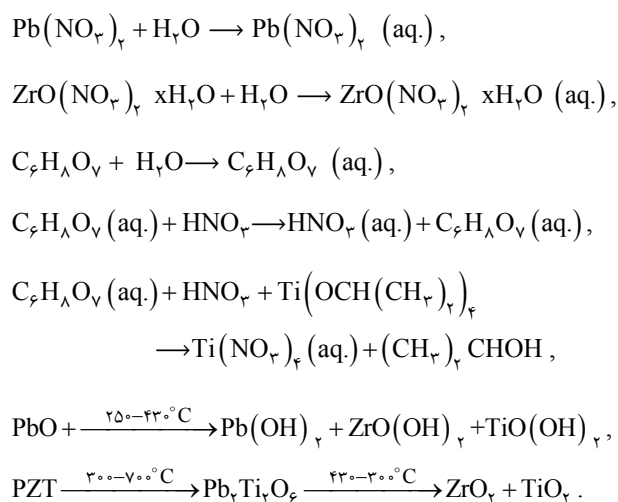 Pb(NO۳)۲ + H۲O ⟶ Pb(NO۳)۲ (aq.) ,
ZrO(NO۳)۲ xH۲O + H۲O ⟶ ZrO(NO۳)۲ xH۲O (aq.) ,
C۶H۸O۷ + H۲O ⟶ C۶H۸O۷ (aq.) ,
C۶H۸O۷ (aq.) + HNO۳ ⟶ HNO۳ (aq.) + C۶H۸O۷ (aq.) ,
C۶H۸O۷ (aq.) + HNO۳ + Ti(OCH(CH۳)۲)۴
⟶ Ti(NO۳)۴ (aq.) + (CH۳)۲ CHOH ,
PbO + —۲۵۰–۴۳۰°C→ Pb(OH)۲ + ZrO(OH)۲ +TiO(OH)۲ ,
PZT —۳۰۰–۷۰۰°C→ Pb۲Ti۲O۶ —۴۳۰–۳۰۰°C→ ZrO۲ + TiO۲ .